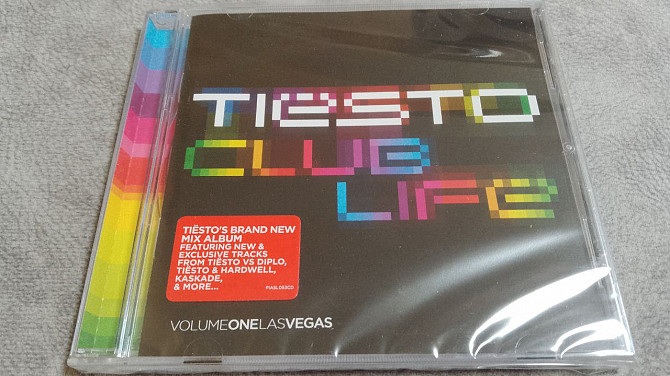 TIËSTO
CLUB
LIFE
TIËSTO'S BRAND NEW
MIX ALBUM
FEATURING NEW &
EXCLUSIVE TRACKS
FROM TIËSTO VS DIPLO,
TIËSTO & HARDWELL,
KASKADE,
& MORE...
PIASL063CD
VOLUMEONELASVEGAS